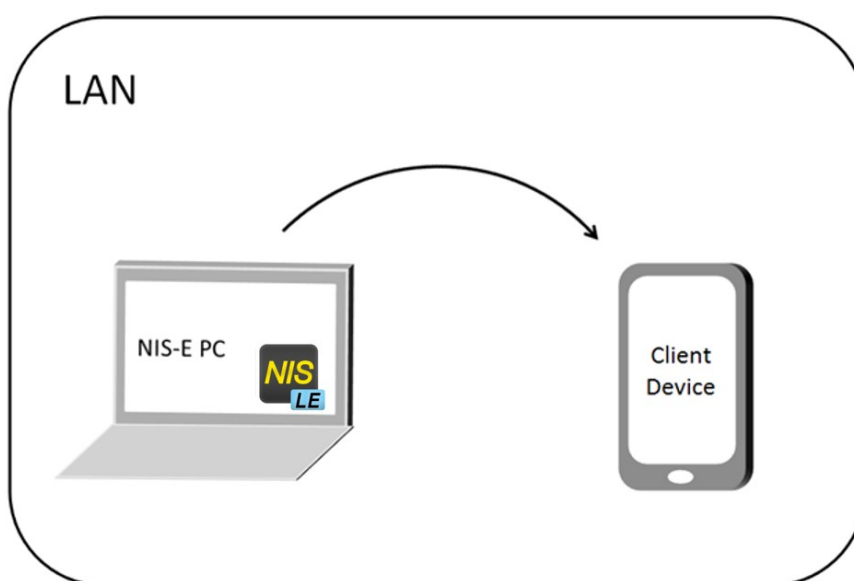 LAN
NIS-E PC
NIS
LE
Client
Device